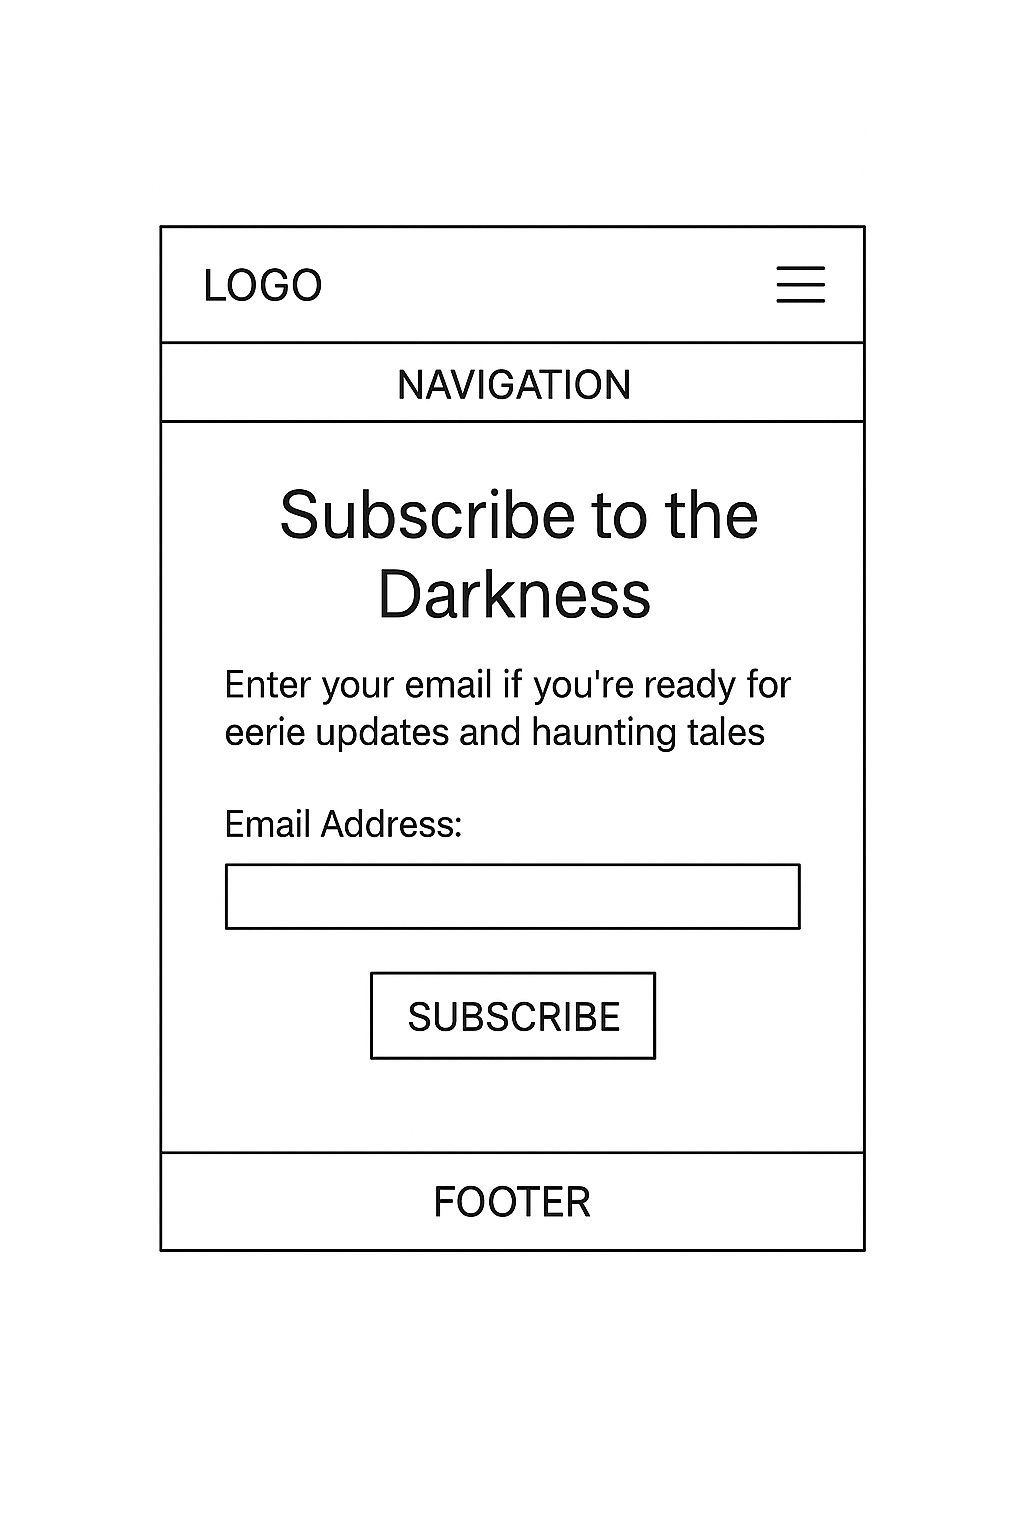 LOGO
NAVIGATION
Subscribe to the
Darkness
Enter your email if you're ready for
eerie updates and haunting tales
Email Address:
SUBSCRIBE
FOOTER